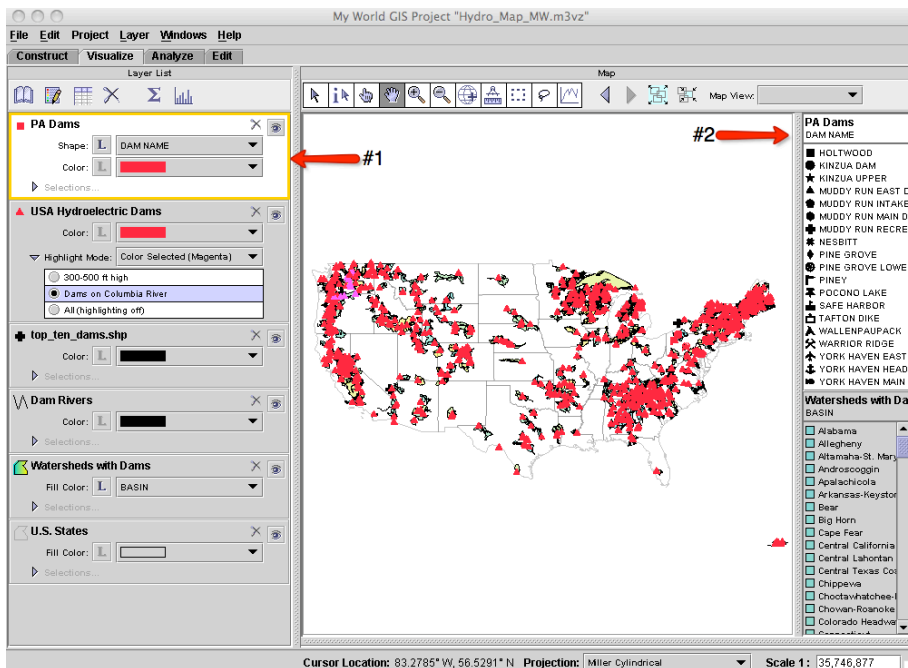 My World GIS Project "Hydro_Map_MW.m3vz"
File Edit Project Layer Windows Help
Construct Visualize Analyze Edit
Layer List
Map
Map View:
PA Dams
Shape: L DAM NAME
Color: L
Selections...
#1
USA Hydroelectric Dams
Color: L
Highlight Mode: Color Selected (Magenta)
300-500 ft high
Dams on Columbia River
All (highlighting off)
top_ten_dams.shp
Color: L
Selections...
Dam Rivers
Color: L
Selections...
Watersheds with Dams
Fill Color: L BASIN
Selections...
U.S. States
Fill Color: L
Selections...
#2
PA Dams
DAM NAME
HOLTWOOD
KINZUA DAM
KINZUA UPPER
MUDDY RUN EAST D
MUDDY RUN INTAKE
MUDDY RUN MAIN D
MUDDY RUN RECRE
NESBITT
PINE GROVE
PINE GROVE LOWE
PINEY
POCONO LAKE
SAFE HARBOR
TAFTON DIKE
WALLENPAUPACK
WARRIOR RIDGE
YORK HAVEN EAST
YORK HAVEN HEAD
YORK HAVEN MAIN
Watersheds with Da
BASIN
Alabama
Allegheny
Altamaha-St. Mary
Androscoggin
Apalachicola
Arkansas-Keyston
Bear
Big Horn
Cape Fear
Central California
Central Lahontan
Central Texas Coa
Chippewa
Choctawhatchee-
Chowan-Roanoke
Colorado Headwa
Connecticut
Cursor Location: 83.2785° W, 56.5291° N Projection: Miller Cylindrical Scale 1: 35,746,877